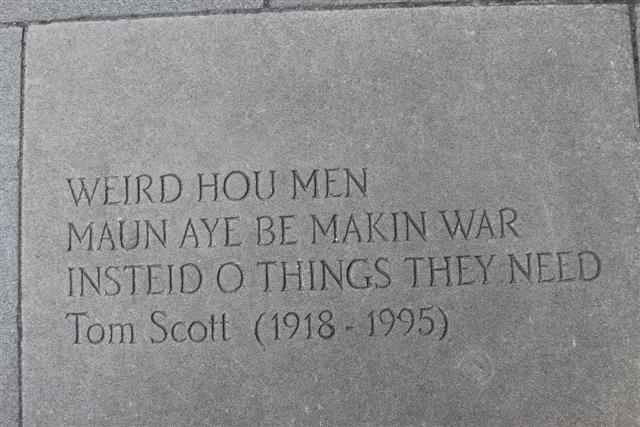 WEIRD HOU MEN
MAUN AYE BE MAKIN WAR
INSTEID O THINGS THEY NEED
Tom Scott (1918 - 1995)